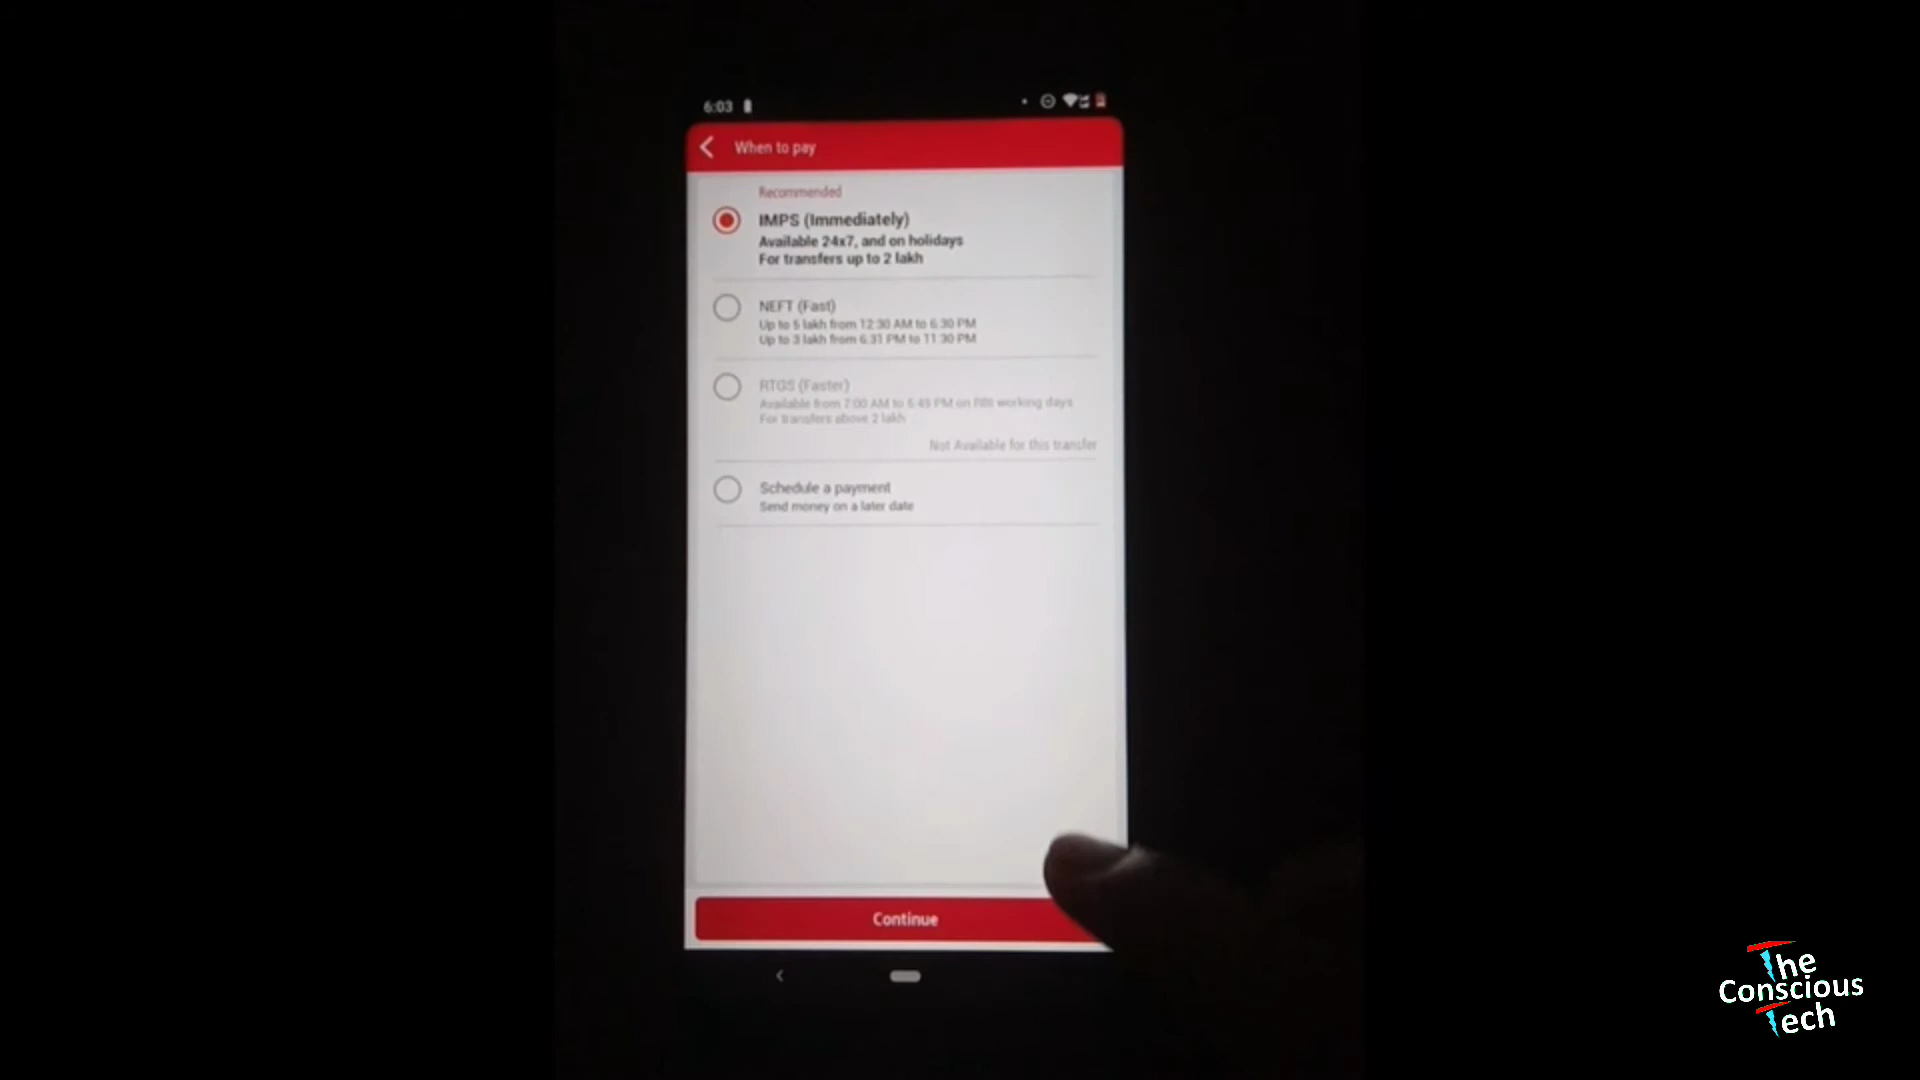 6:03
When to pay
Recommended
IMPS (Immediately)
Available 24x7, and on holidays
For transfers up to 2 lakh
NEFT (Fast)
Up to 5 lakh from 12:30 AM to 6:30 PM
Up to 3 lakh from 6:31 PM to 11:30 PM
RTGS (Faster)
Available from 7:00 AM to 5:45 PM on RBI working days
For transfers above 2 lakh
Not Available for this transfer
Schedule a payment
Send money on a later date
Continue
The
Conscious
Tech